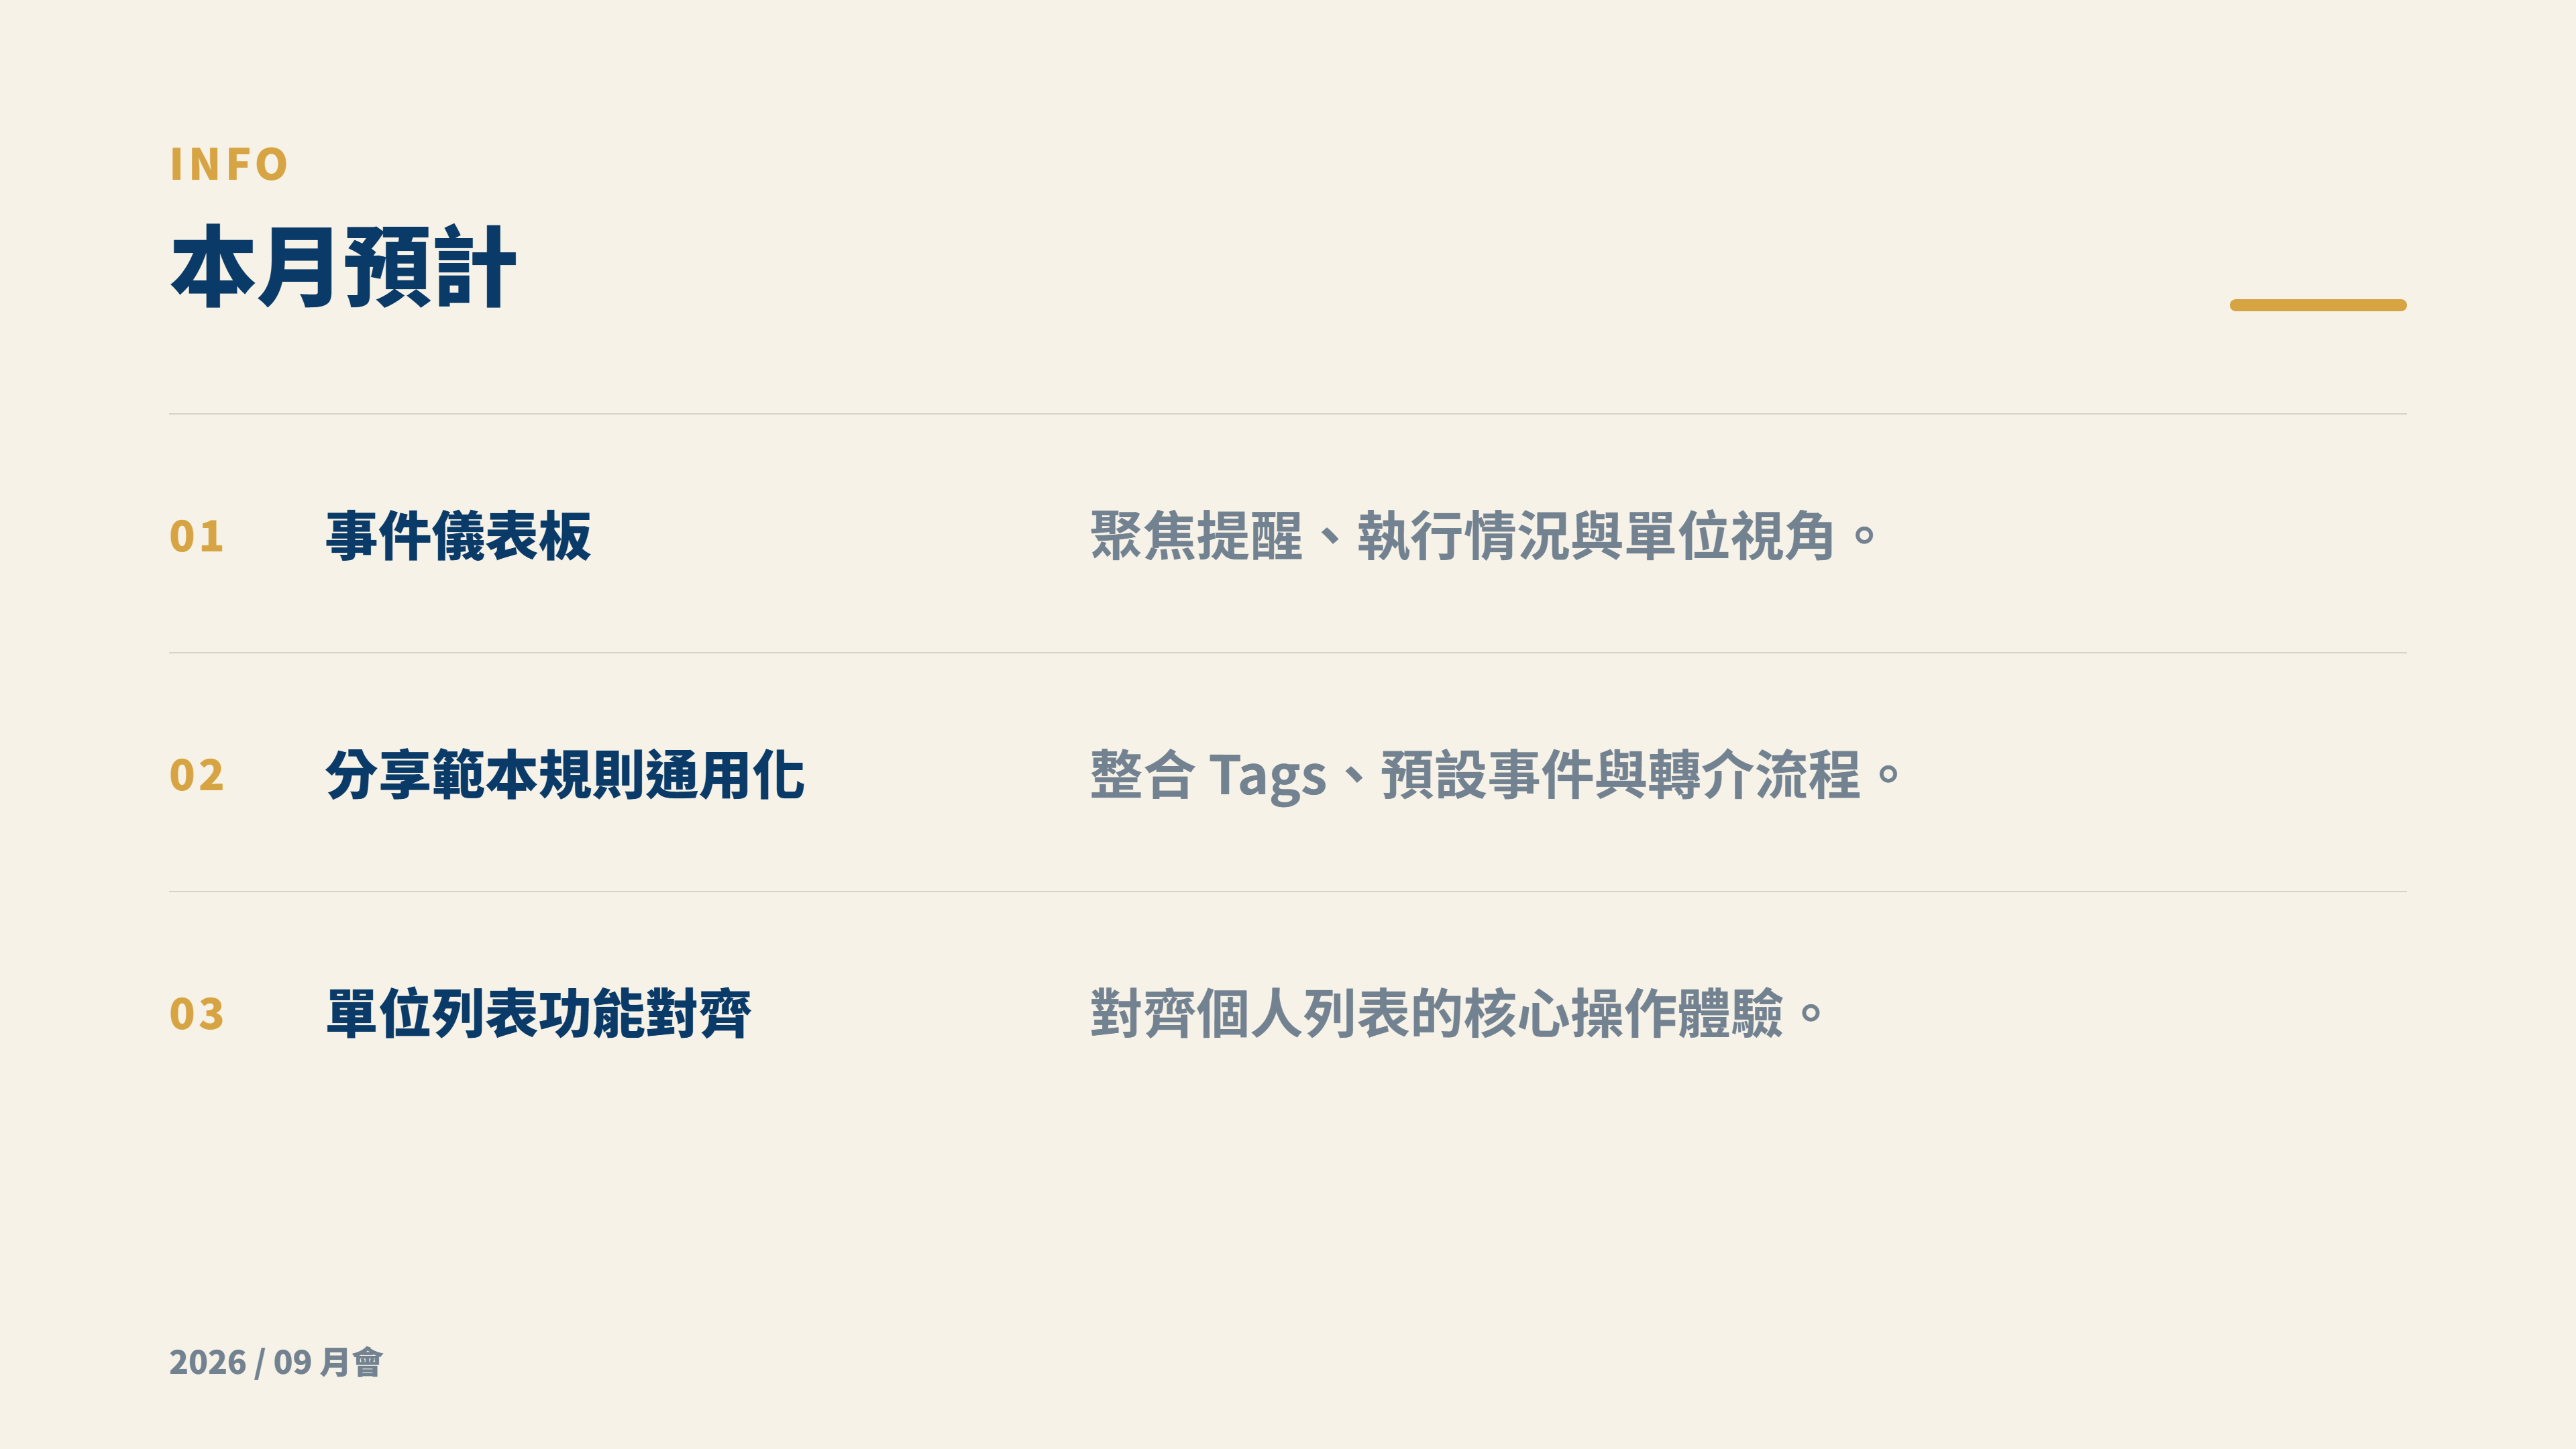 INFO
本月預計
01 事件儀表板 聚焦提醒、執行情況與單位視角。
02 分享範本規則通用化 整合 Tags、預設事件與轉介流程。
03 單位列表功能對齊 對齊個人列表的核心操作體驗。
2026 / 09 月會